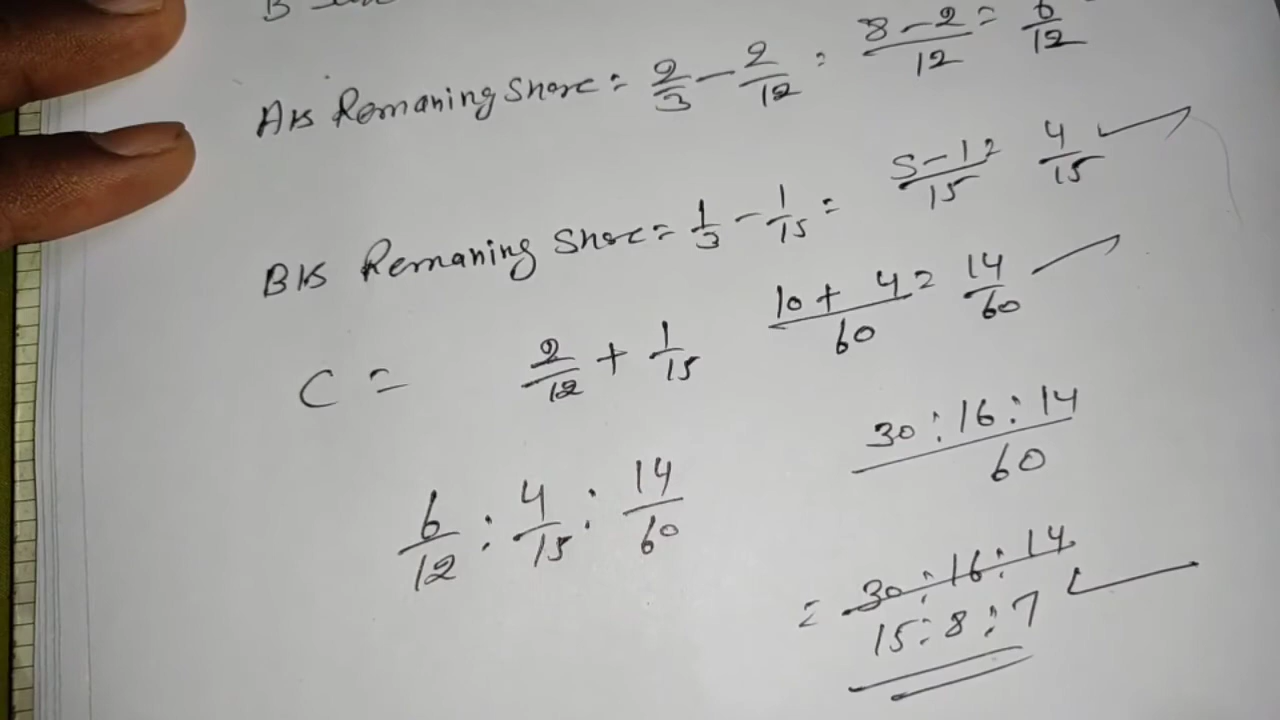 B
A ks Remaning Share = 2/3 - 2/12 = 8-2/12 = 6/12
B ks Remaning Share = 1/3 - 1/15 = 5-1/15 = 4/15
C = 2/12 + 1/15 10+4/60 = 14/60
30:16:14/60
6/12 : 4/15 : 14/60
= 30:16:14
15:8:7